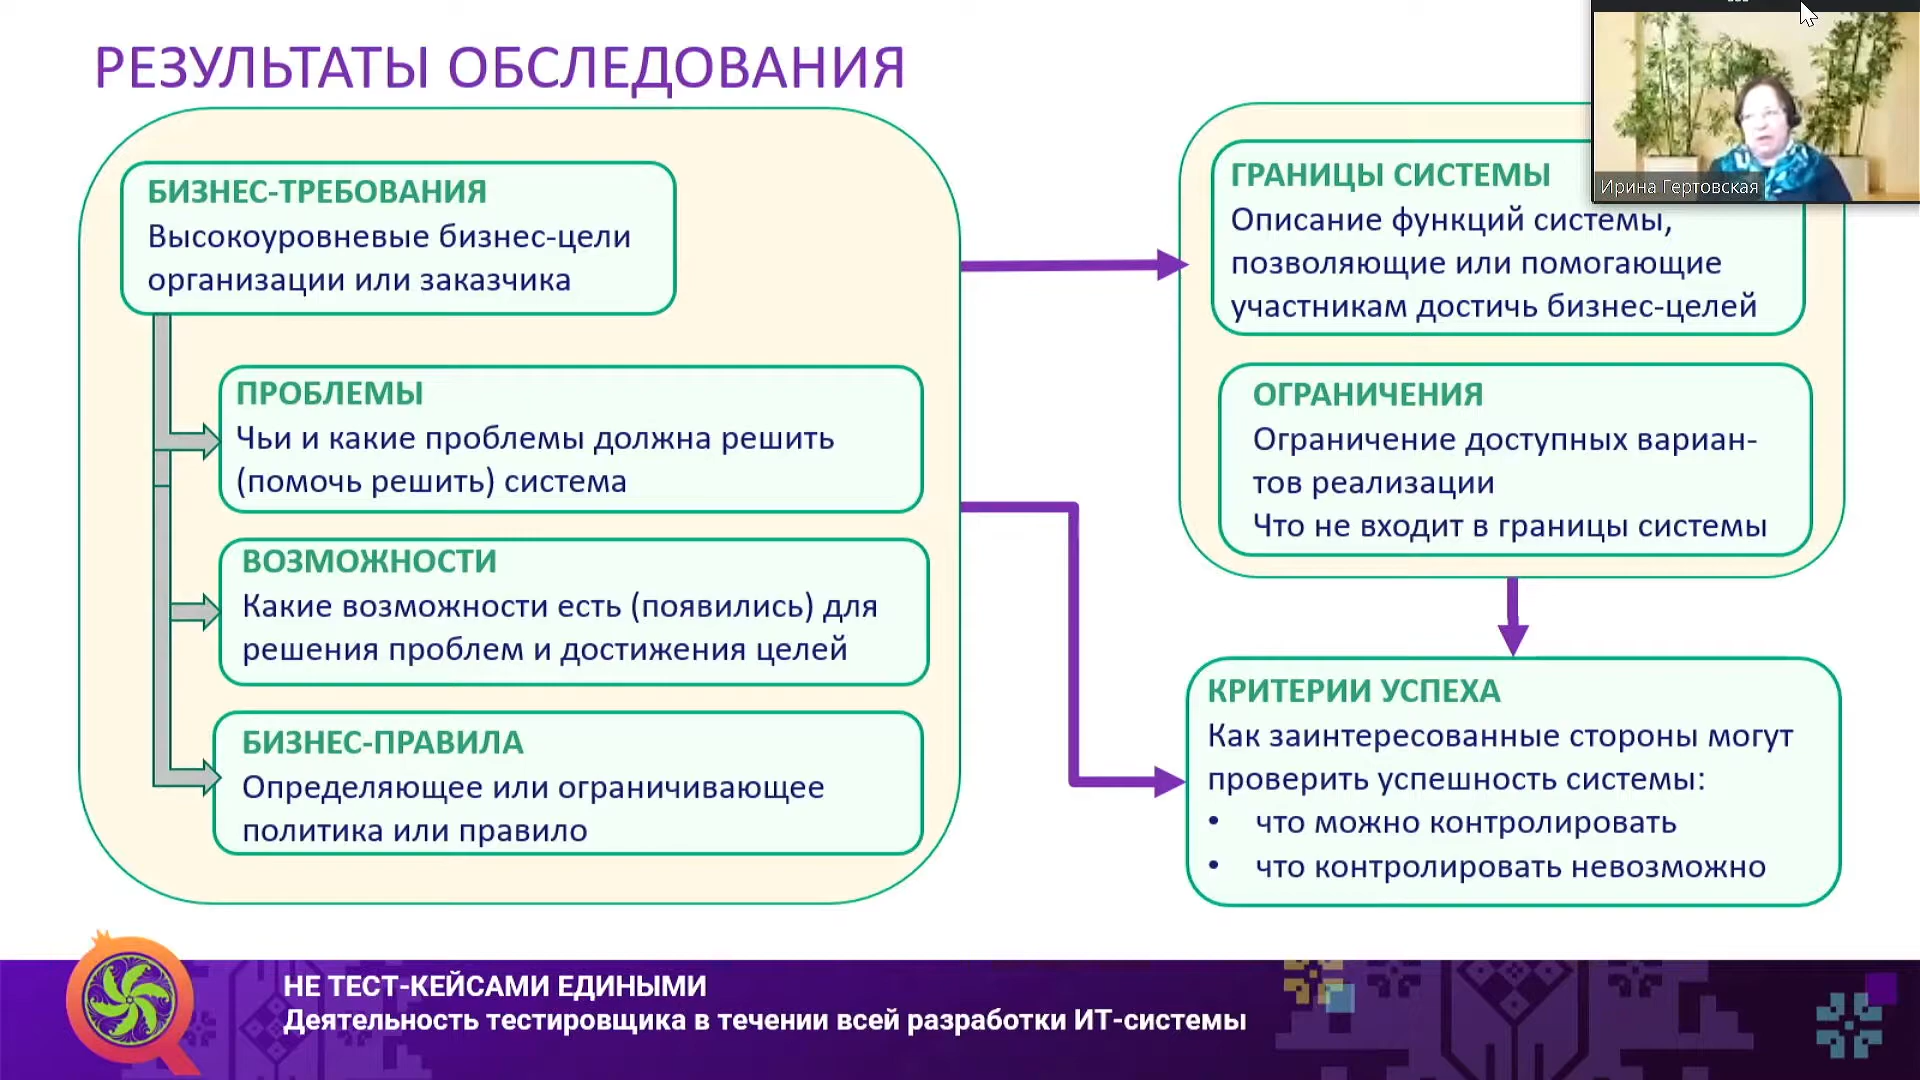 РЕЗУЛЬТАТЫ ОБСЛЕДОВАНИЯ
БИЗНЕС-ТРЕБОВАНИЯ
Высокоуровневые бизнес-цели
организации или заказчика
ПРОБЛЕМЫ
Чьи и какие проблемы должна решить
(помочь решить) система
ВОЗМОЖНОСТИ
Какие возможности есть (появились) для
решения проблем и достижения целей
БИЗНЕС-ПРАВИЛА
Определяющее или ограничивающее
политика или правило
ГРАНИЦЫ СИСТЕМЫ
Описание функций системы,
позволяющие или помогающие
участникам достичь бизнес-целей
ОГРАНИЧЕНИЯ
Ограничение доступных вариан-
тов реализации
Что не входит в границы системы
КРИТЕРИИ УСПЕХА
Как заинтересованные стороны могут
проверить успешность системы:
• что можно контролировать
• что контролировать невозможно
Ирина Гертовская
НЕ ТЕСТ-КЕЙСАМИ ЕДИНЫМИ
Деятельность тестировщика в течении всей разработки ИТ-системы